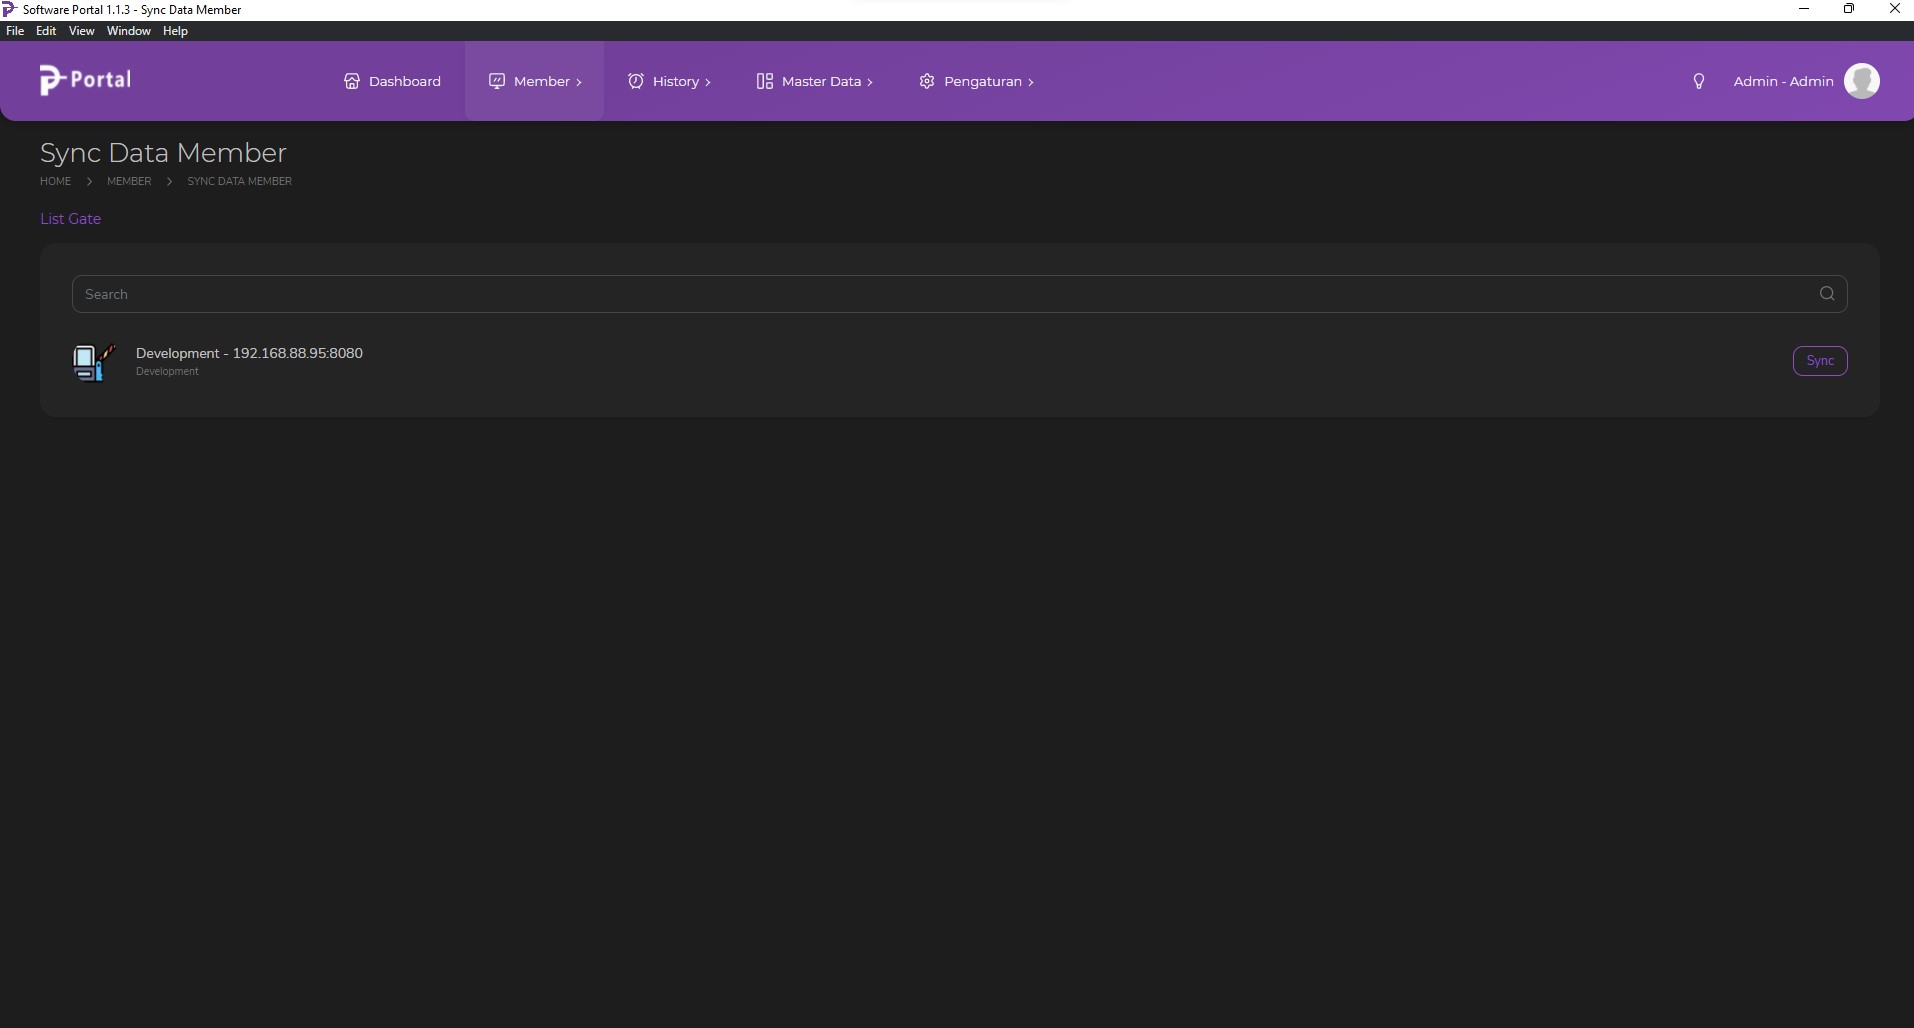 Software Portal 1.1.3 - Sync Data Member
File Edit View Window Help
Portal
Dashboard Member History Master Data Pengaturan Admin - Admin
Sync Data Member
HOME MEMBER SYNC DATA MEMBER
List Gate
Search
Development - 192.168.88.95:8080
Development
Sync